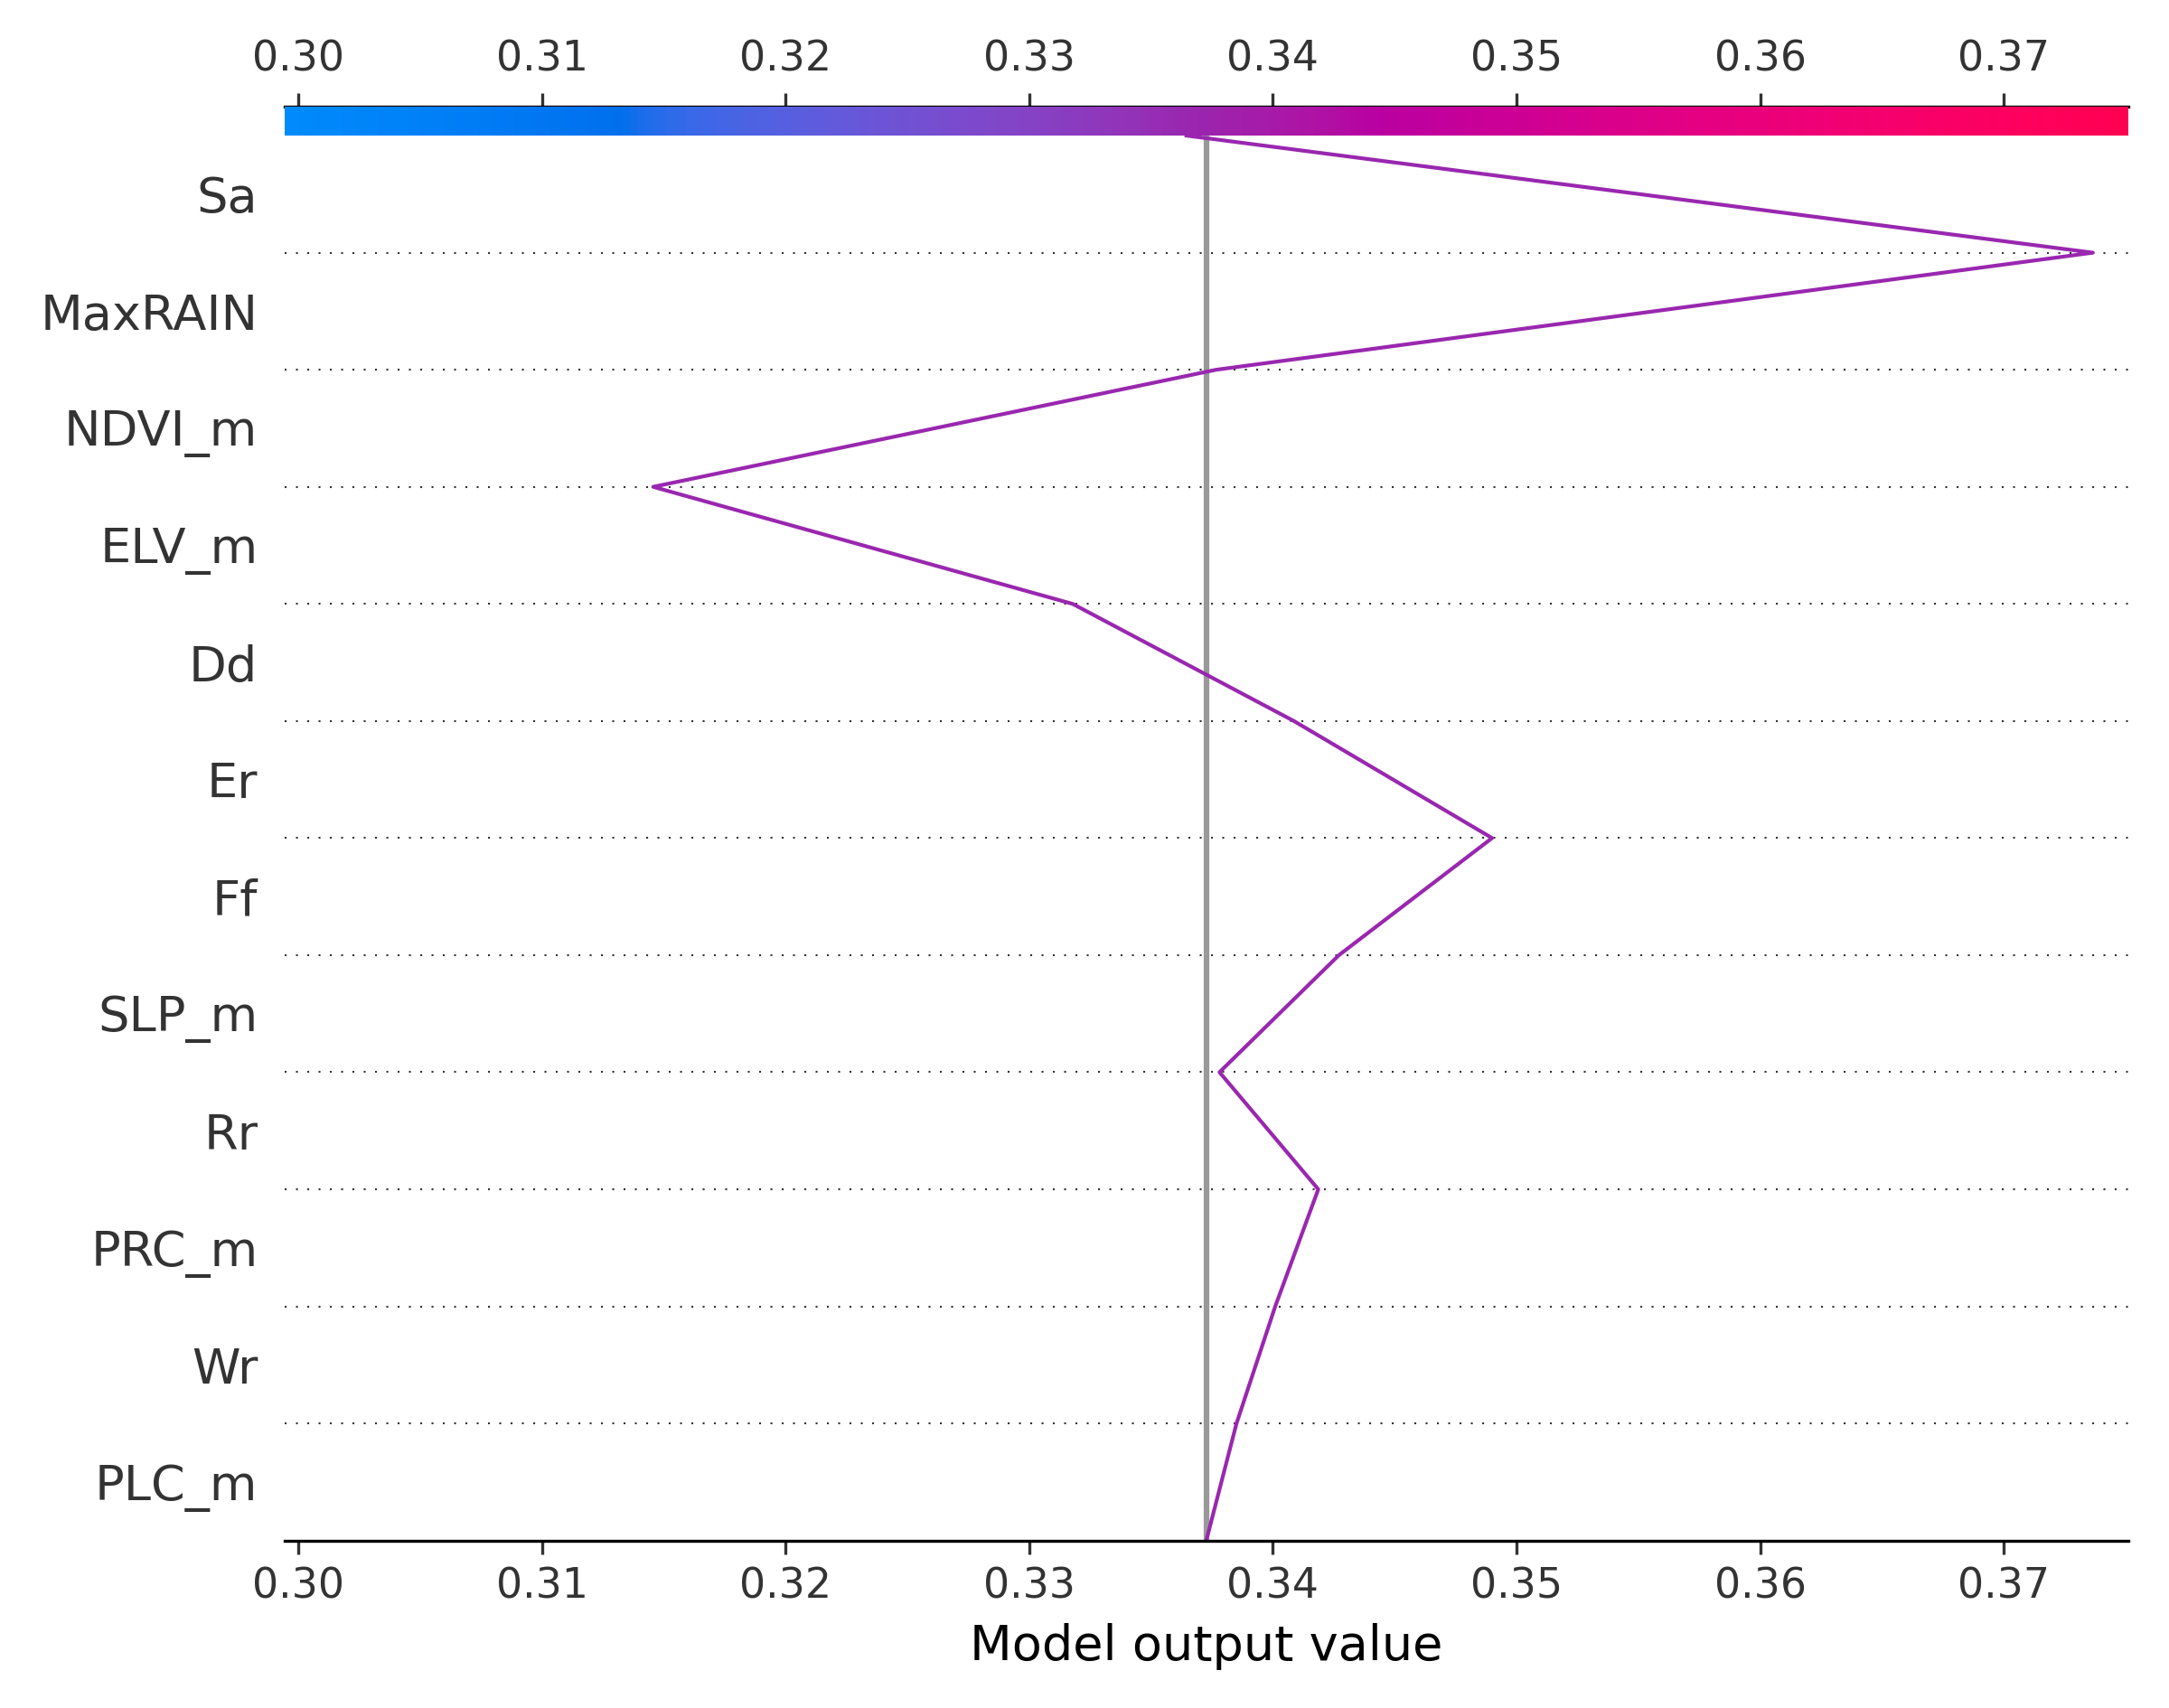 0.30 0.31 0.32 0.33 0.34 0.35 0.36 0.37
Sa
MaxRAIN
NDVI_m
ELV_m
Dd
Er
Ff
SLP_m
Rr
PRC_m
Wr
PLC_m
0.30 0.31 0.32 0.33 0.34 0.35 0.36 0.37
Model output value